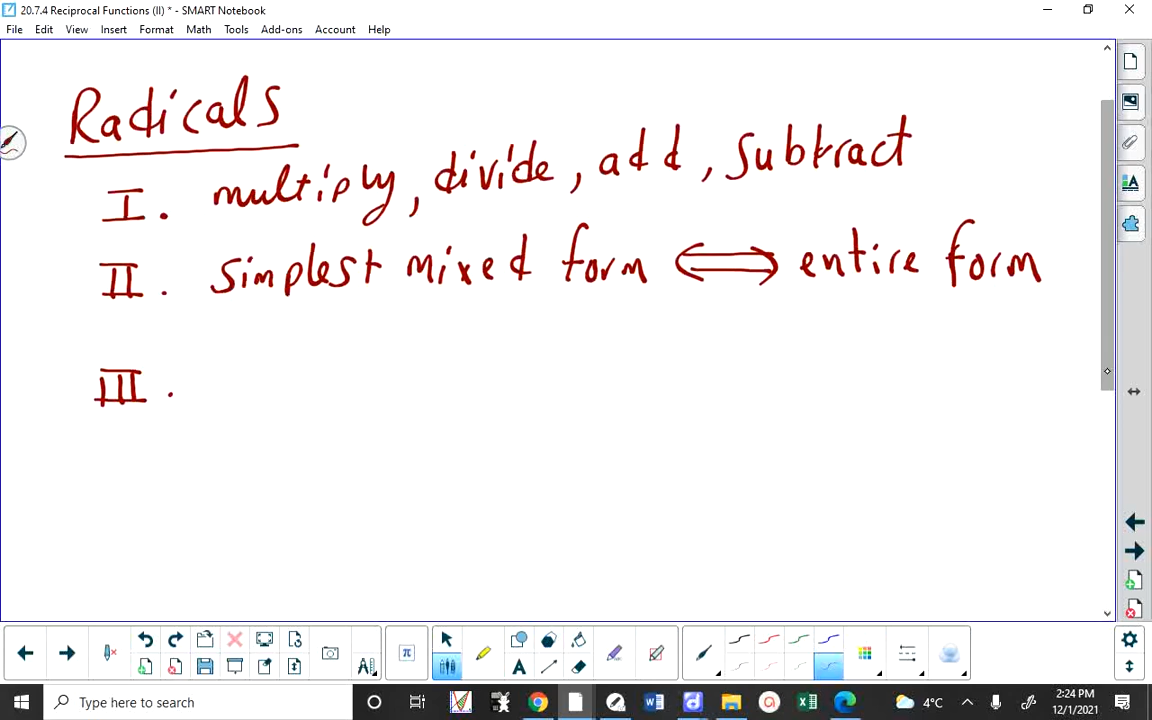 20.7.4 Reciprocal Functions (II) * - SMART Notebook
File Edit View Insert Format Math Tools Add-ons Account Help
Radicals
I. multiply, divide, add, subtract
II. simplest mixed form ⟺ entire form
III.
Type here to search
4°C
2:24 PM
12/1/2021